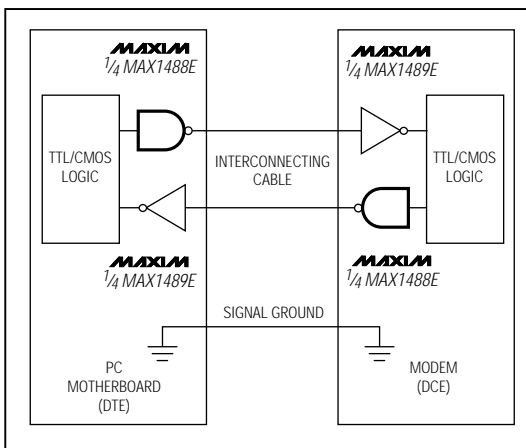 MAXIM
1/4 MAX1488E
MAXIM
1/4 MAX1489E
TTL/CMOS
LOGIC
INTERCONNECTING
CABLE
TTL/CMOS
LOGIC
MAXIM
1/4 MAX1489E
MAXIM
1/4 MAX1488E
SIGNAL GROUND
PC
MOTHERBOARD
(DTE)
MODEM
(DCE)